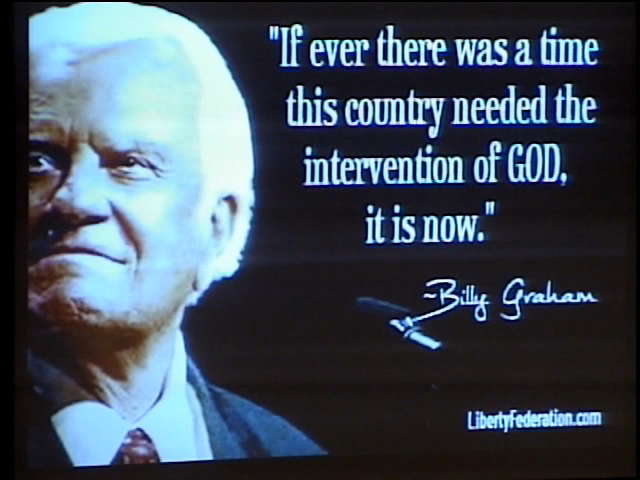 "If ever there was a time
this country needed the
intervention of GOD,
it is now."
~Billy Graham
LibertyFederation.com